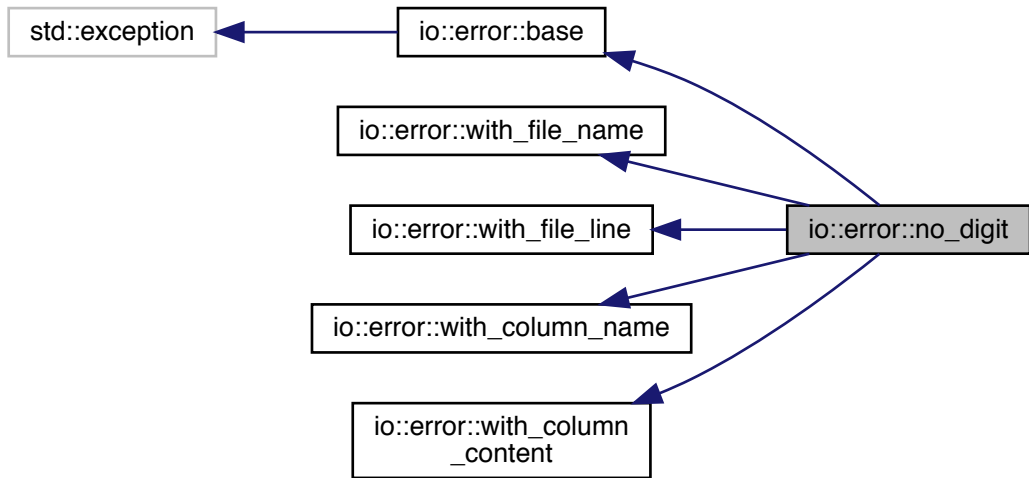 std::exception
io::error::base
io::error::with_file_name
io::error::with_file_line
io::error::no_digit
io::error::with_column_name
io::error::with_column
_content